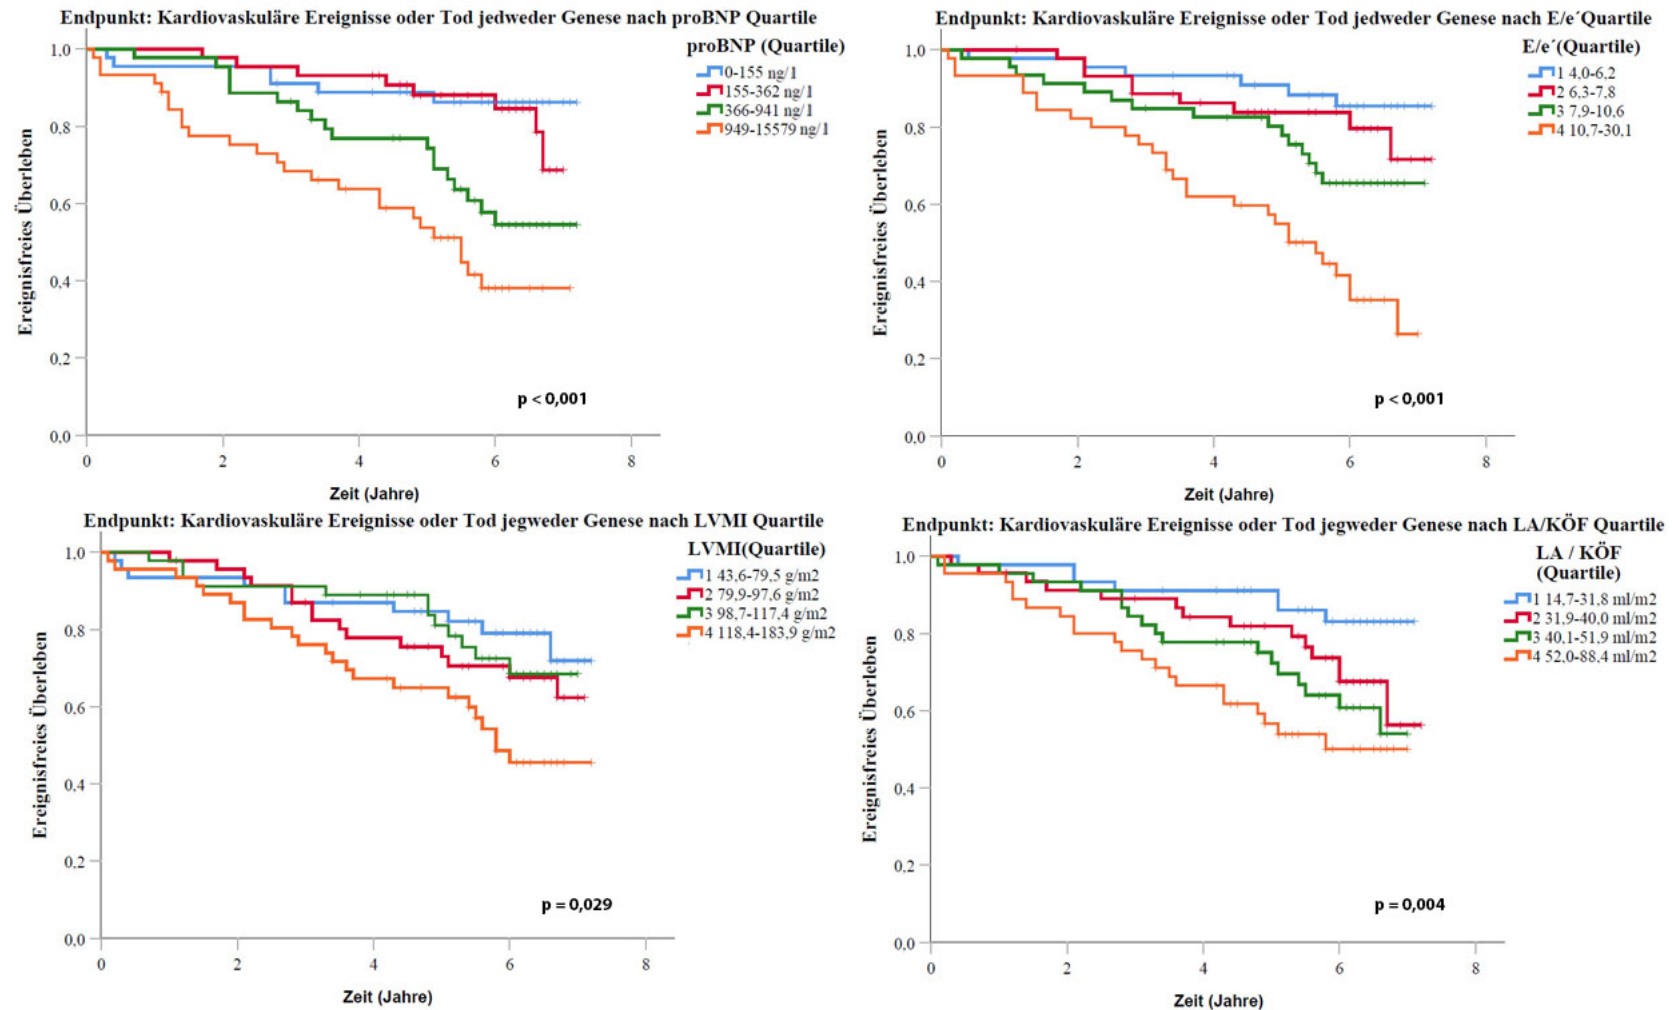 Endpunkt: Kardiovaskuläre Ereignisse oder Tod jedweder Genese nach proBNP Quartile
proBNP (Quartile)
0-155 ng/l
155-362 ng/l
366-941 ng/l
949-15579 ng/l
Ereignisfreies Überleben
1,0
0,8
0,6
0,4
0,2
0,0
p < 0,001
0 2 4 6 8
Zeit (Jahre)
Endpunkt: Kardiovaskuläre Ereignisse oder Tod jedweder Genese nach E/e´Quartile
E/e´(Quartile)
1 4,0-6,2
2 6,3-7,8
3 7,9-10,6
4 10,7-30,1
Ereignisfreies Überleben
1,0
0,8
0,6
0,4
0,2
0,0
p < 0,001
0 2 4 6 8
Zeit (Jahre)
Endpunkt: Kardiovaskuläre Ereignisse oder Tod jegweder Genese nach LVMI Quartile
LVMI(Quartile)
1 43,6-79,5 g/m2
2 79,9-97,6 g/m2
3 98,7-117,4 g/m2
4 118,4-183,9 g/m2
Ereignisfreies Überleben
1,0
0,8
0,6
0,4
0,2
0,0
p = 0,029
0 2 4 6 8
Zeit (Jahre)
Endpunkt: Kardiovaskuläre Ereignisse oder Tod jegweder Genese nach LA/KÖF Quartile
LA / KÖF
(Quartile)
1 14,7-31,8 ml/m2
2 31,9-40,0 ml/m2
3 40,1-51,9 ml/m2
4 52,0-88,4 ml/m2
Ereignisfreies Überleben
1,0
0,8
0,6
0,4
0,2
0,0
p = 0,004
0 2 4 6 8
Zeit (Jahre)